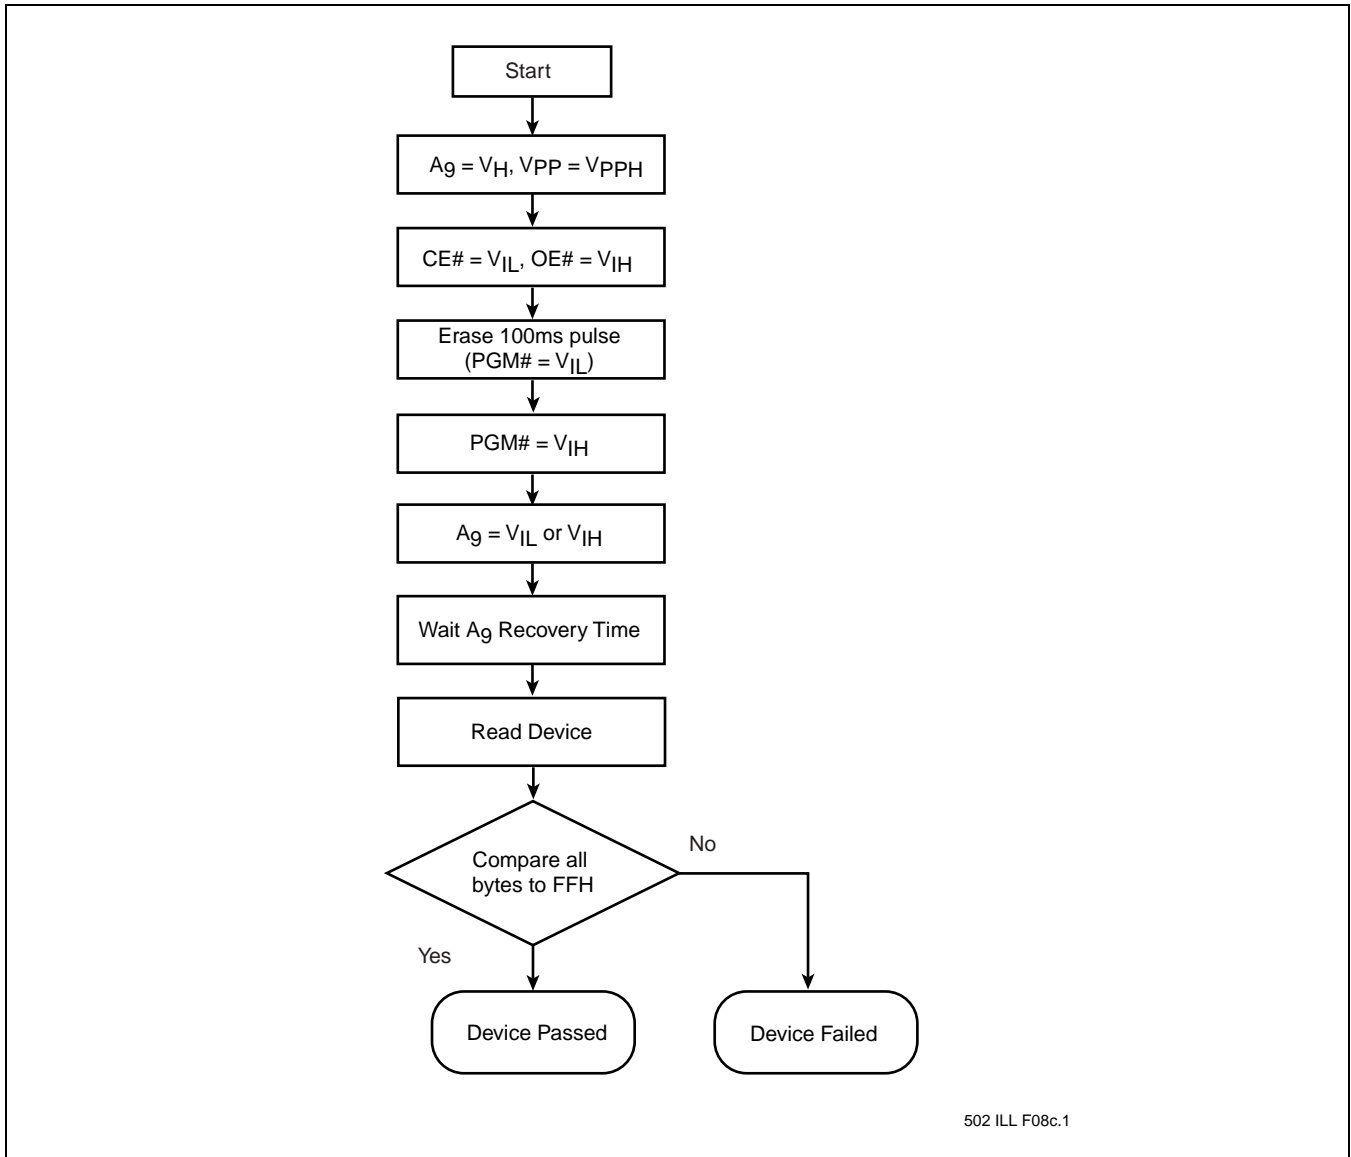 Start
A9 = VH, VPP = VPPH
CE# = VIL, OE# = VIH
Erase 100ms pulse
(PGM# = VIL)
PGM# = VIH
A9 = VIL or VIH
Wait A9 Recovery Time
Read Device
Compare all
bytes to FFH
No
Yes
Device Passed
Device Failed
502 ILL F08c.1